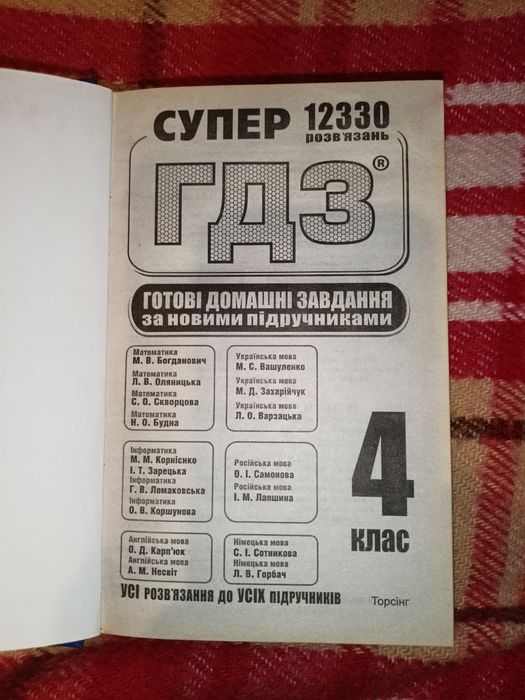 СУПЕР 12330
розв'язань
ГДЗ®
ГОТОВІ ДОМАШНІ ЗАВДАННЯ
за новими підручниками
Математика
М. В. Богданович
Математика
Л. В. Оляницька
Математика
С. О. Скворцова
Математика
Н. О. Будна
Українська мова
М. С. Вашуленко
Українська мова
М. Д. Захарійчук
Українська мова
Л. О. Варзацька
Інформатика
М. М. Корнієнко
І. Т. Зарецька
Інформатика
Г. В. Ломаковська
Інформатика
О. В. Коршунова
Російська мова
О. І. Самонова
Російська мова
І. М. Лапшина
Англійська мова
О. Д. Карп'юк
Англійська мова
А. М. Несвіт
Німецька мова
С. І. Сотникова
Німецька мова
Л. В. Горбач
4
клас
УСІ РОЗВ'ЯЗАННЯ ДО УСІХ ПІДРУЧНИКІВ
Торсінг